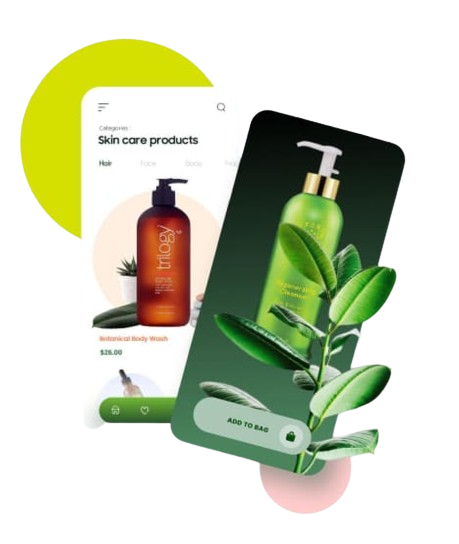 Categories :
Skin care products
Hair Face Body
trilogy
Botanical Body Wash
$26.00
ADD TO BAG